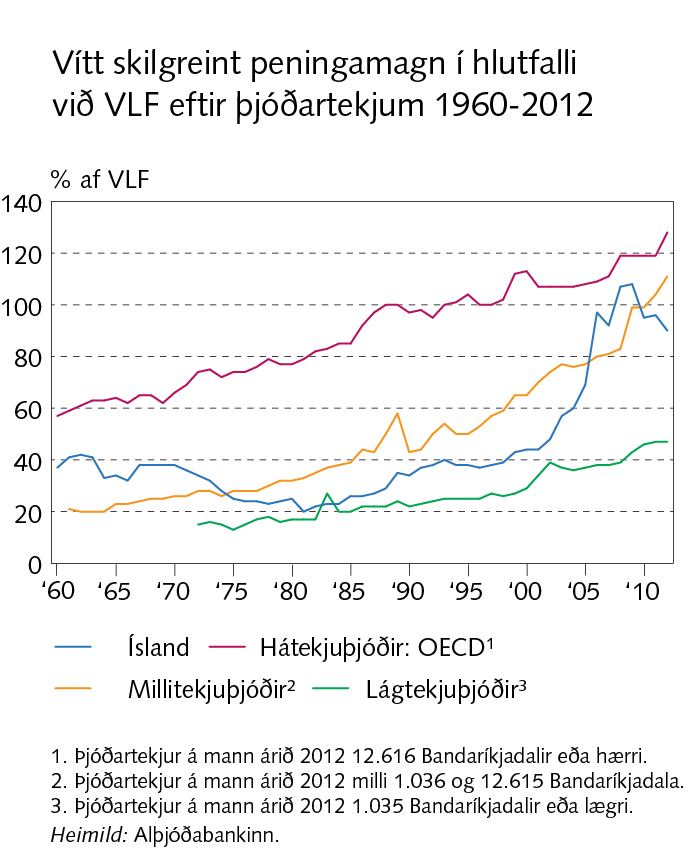 Vítt skilgreint peningamagn í hlutfalli
við VLF eftir þjóðartekjum 1960-2012
% af VLF
140
120
100
80
60
40
20
0
‘60 ‘65 ‘70 ‘75 ‘80 ‘85 ‘90 ‘95 ‘00 ‘05 ‘10
Ísland Hátekjuþjóðir: OECD¹
Millitekjuþjóðir² Lágtekjuþjóðir³
1. Þjóðartekjur á mann árið 2012 12.616 Bandaríkjadalir eða hærri.
2. Þjóðartekjur á mann árið 2012 milli 1.036 og 12.615 Bandaríkjadala.
3. Þjóðartekjur á mann árið 2012 1.035 Bandaríkjadalir eða lægri.
Heimild: Alþjóðabankinn.